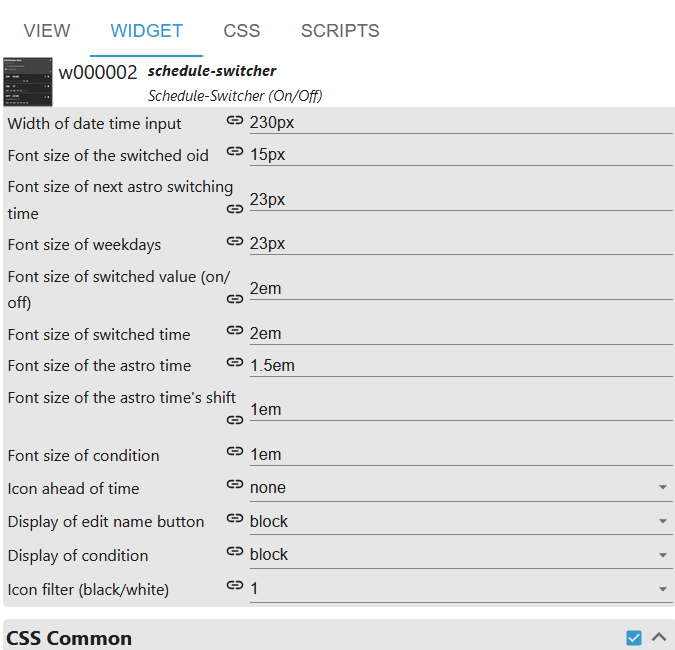 VIEW WIDGET CSS SCRIPTS
w000002 schedule-switcher
Schedule-Switcher (On/Off)
Width of date time input 230px
Font size of the switched oid 15px
Font size of next astro switching
time 23px
Font size of weekdays 23px
Font size of switched value (on/
off) 2em
Font size of switched time 2em
Font size of the astro time 1.5em
Font size of the astro time's shift
1em
Font size of condition 1em
Icon ahead of time none
Display of edit name button block
Display of condition block
Icon filter (black/white) 1
CSS Common